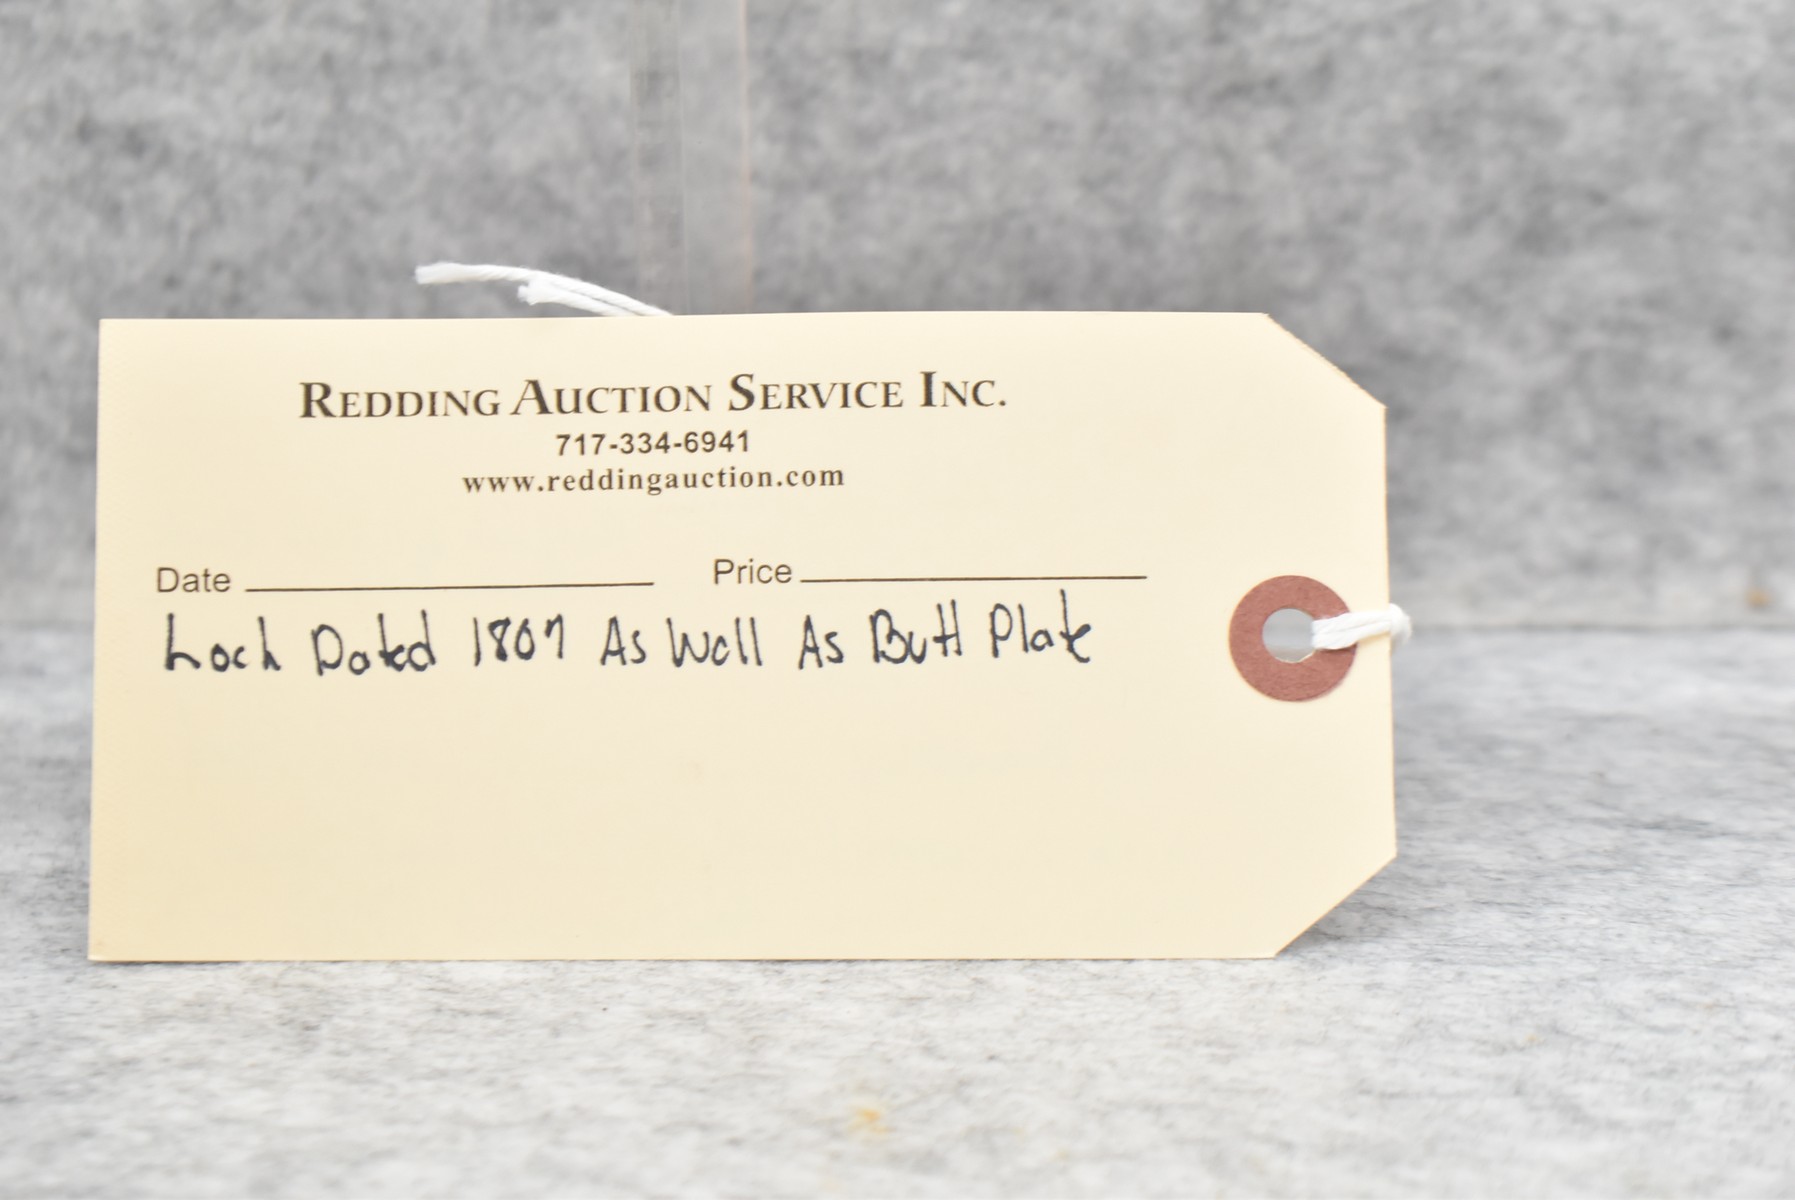 REDDING AUCTION SERVICE INC.
717-334-6941
www.reddingauction.com
Date Price
Lock Dated 1807 As Well As Butt Plate